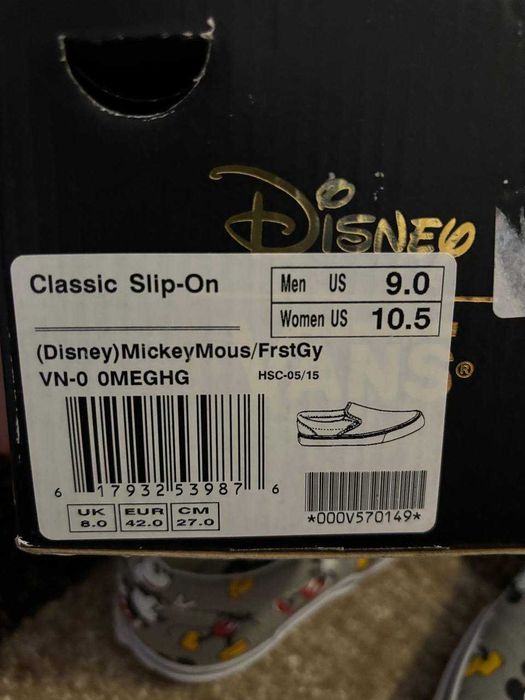 DISNEY
Classic Slip-On
Men US 9.0
Women US 10.5
(Disney)MickeyMous/FrstGy
VN-0 0MEGHG HSC-05/15
VANS
®
6 17932 53987 6
UK 8.0 EUR 42.0 CM 27.0
*000V570149*